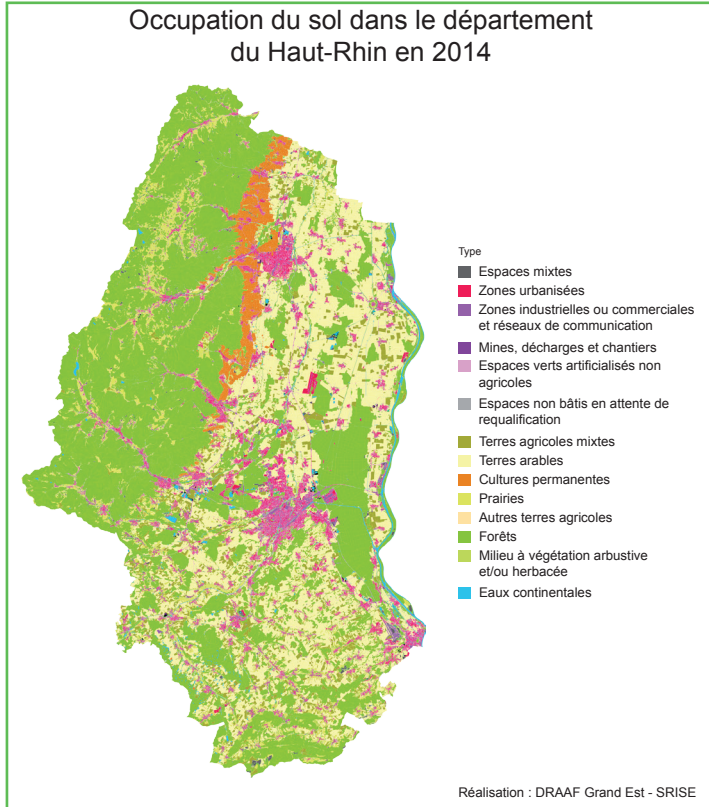 Occupation du sol dans le département
du Haut-Rhin en 2014
Type
Espaces mixtes
Zones urbanisées
Zones industrielles ou commerciales
et réseaux de communication
Mines, décharges et chantiers
Espaces verts artificialisés non
agricoles
Espaces non bâtis en attente de
requalification
Terres agricoles mixtes
Terres arables
Cultures permanentes
Prairies
Autres terres agricoles
Forêts
Milieu à végétation arbustive
et/ou herbacée
Eaux continentales
Réalisation : DRAAF Grand Est - SRISE